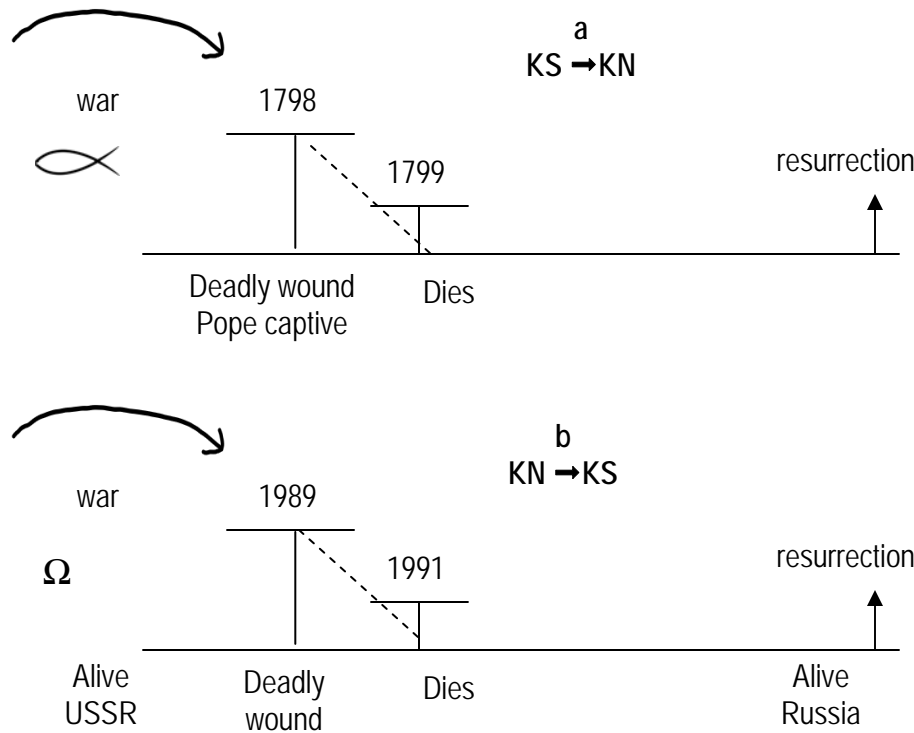 a
KS ➞KN
war
1798
1799
resurrection
Deadly wound
Pope captive
Dies
b
KN ➞KS
war
1989
1991
Ω
resurrection
Alive
USSR
Deadly
wound
Dies
Alive
Russia